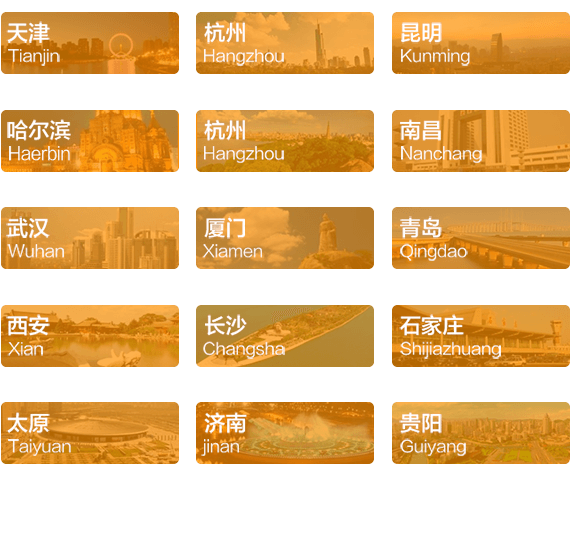 天津
Tianjin
杭州
Hangzhou
昆明
Kunming
哈尔滨
Haerbin
杭州
Hangzhou
南昌
Nanchang
武汉
Wuhan
厦门
Xiamen
青岛
Qingdao
西安
Xian
长沙
Changsha
石家庄
Shijiazhuang
太原
Taiyuan
济南
jinan
贵阳
Guiyang